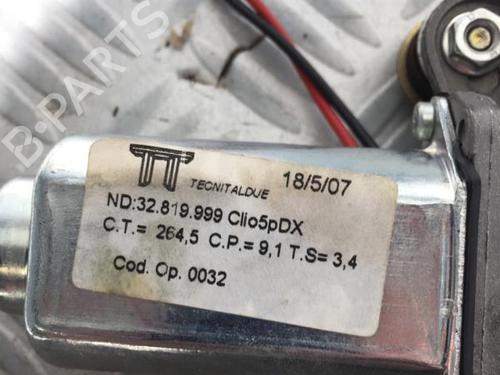 B-PARTS
TT
TECNITALDUE 18/5/07
ND:32.819.999 Clio5pDX
C.T.= 264,5 C.P.= 9,1 T.S= 3,4
Cod. Op. 0032